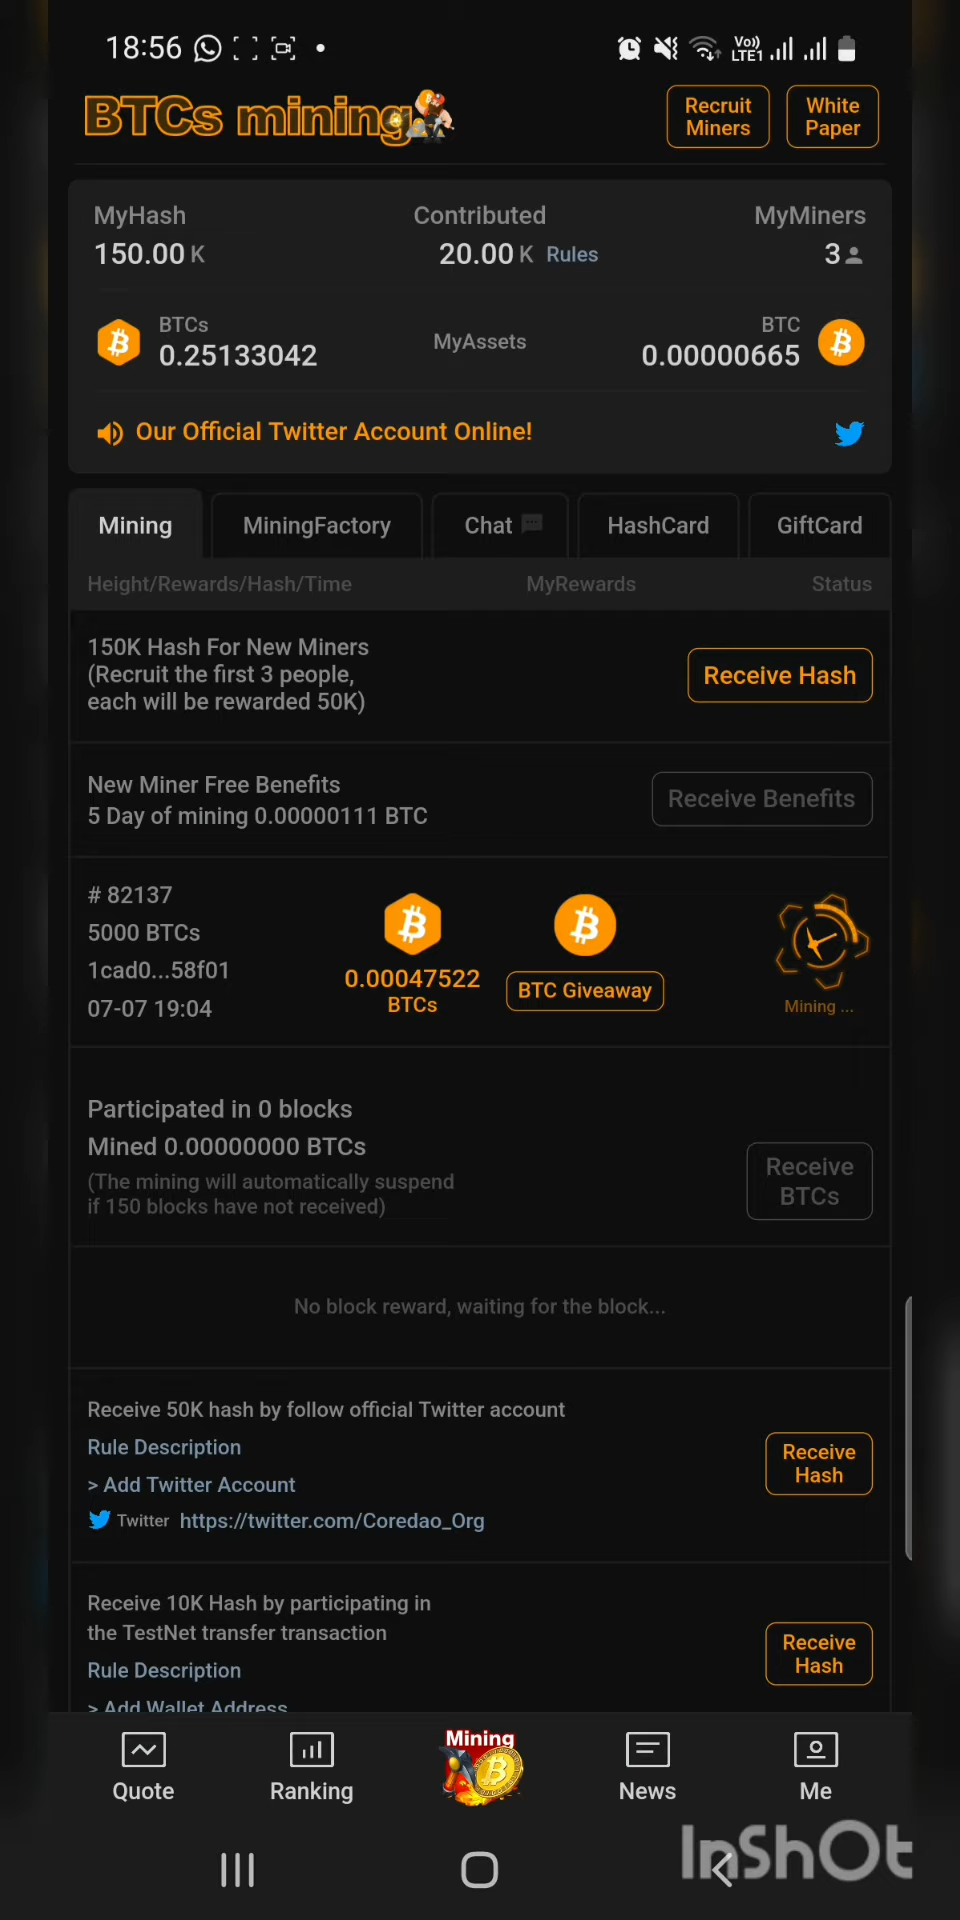 18:56
Vo))
LTE1
BTCs mining
Recruit
Miners
White
Paper
MyHash
Contributed
MyMiners
150.00 K
20.00 K Rules
3
BTCs
0.25133042
MyAssets
BTC
0.00000665
Our Official Twitter Account Online!
Mining
MiningFactory
Chat
HashCard
GiftCard
Height/Rewards/Hash/Time
MyRewards
Status
150K Hash For New Miners
(Recruit the first 3 people,
each will be rewarded 50K)
Receive Hash
New Miner Free Benefits
5 Day of mining 0.00000111 BTC
Receive Benefits
# 82137
5000 BTCs
1cad0...58f01
07-07 19:04
0.00047522
BTCs
BTC Giveaway
Mining ...
Participated in 0 blocks
Mined 0.00000000 BTCs
(The mining will automatically suspend
if 150 blocks have not received)
Receive
BTCs
No block reward, waiting for the block...
Receive 50K hash by follow official Twitter account
Rule Description
> Add Twitter Account
Twitter https://twitter.com/Coredao_Org
Receive
Hash
Receive 10K Hash by participating in
the TestNet transfer transaction
Rule Description
> Add Wallet Address
Receive
Hash
Quote
Ranking
Mining
News
Me
InShOt